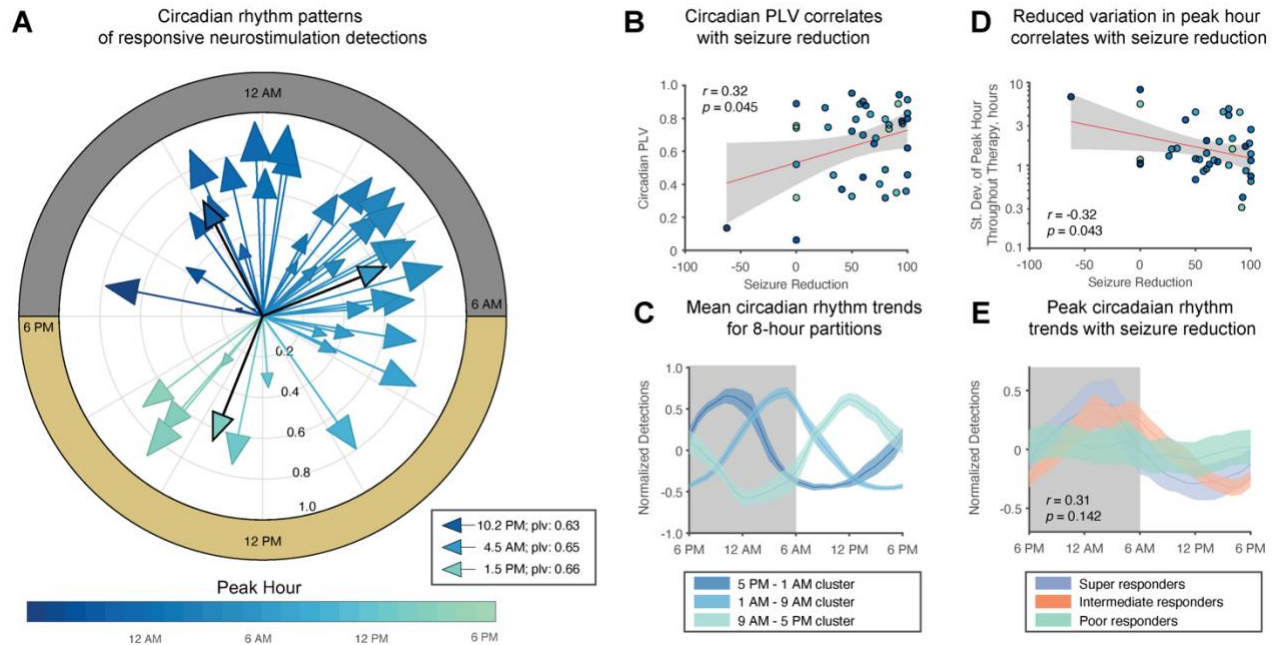 A
Circadian rhythm patterns
of responsive neurostimulation detections
12 AM
6 AM
6 PM
12 PM
0.2
0.4
0.6
0.8
1.0
10.2 PM; plv: 0.63
4.5 AM; plv: 0.65
1.5 PM; plv: 0.66
Peak Hour
12 AM
6 AM
12 PM
6 PM
B
Circadian PLV correlates
with seizure reduction
1.0
0.8
0.6
0.4
0.2
0
Circadian PLV
r = 0.32
p = 0.045
-100
-50
0
50
100
Seizure Reduction
D
Reduced variation in peak hour
correlates with seizure reduction
10
3
1
0.3
0.1
St. Dev. of Peak Hour
Throughout Therapy, hours
r = -0.32
p = 0.043
-100
-50
0
50
100
Seizure Reduction
C
Mean circadian rhythm trends
for 8-hour partitions
1.0
0.5
0
-0.5
-1.0
Normalized Detections
6 PM
12 AM
6 AM
12 PM
6 PM
5 PM - 1 AM cluster
1 AM - 9 AM cluster
9 AM - 5 PM cluster
E
Peak circadaian rhythm
trends with seizure reduction
0.5
0
-0.5
Normalized Detections
r = 0.31
p = 0.142
6 PM
12 AM
6 AM
12 PM
6 PM
Super responders
Intermediate responders
Poor responders